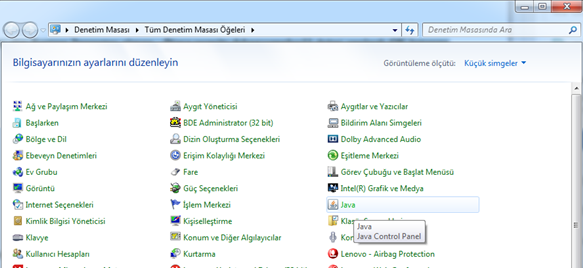 Denetim Masası ▸ Tüm Denetim Masası Öğeleri ▸
Denetim Masasında Ara
Bilgisayarınızın ayarlarını düzenleyin
Görüntüleme ölçütü: Küçük simgeler
Ağ ve Paylaşım Merkezi
Aygıt Yöneticisi
Aygıtlar ve Yazıcılar
Başlarken
BDE Administrator (32 bit)
Bildirim Alanı Simgeleri
Bölge ve Dil
Dizin Oluşturma Seçenekleri
Dolby Advanced Audio
Ebeveyn Denetimleri
Erişim Kolaylığı Merkezi
Eşitleme Merkezi
Ev Grubu
Fare
Görev Çubuğu ve Başlat Menüsü
Görüntü
Güç Seçenekleri
Intel(R) Grafik ve Medya
Internet Seçenekleri
İşlem Merkezi
Java
Kimlik Bilgisi Yöneticisi
Kişiselleştirme
Java
Java Control Panel
Klavye
Konum ve Diğer Algılayıcılar
Kullanıcı Hesapları
Kurtarma
Lenovo - Airbag Protection